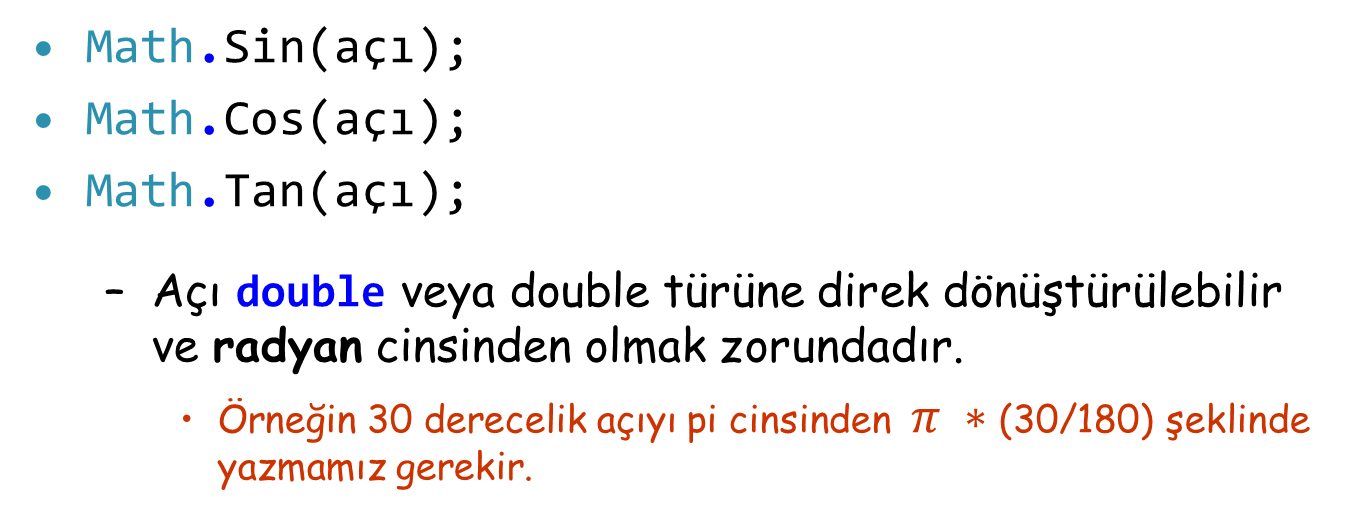 • Math.Sin(açı);
• Math.Cos(açı);
• Math.Tan(açı);
– Açı double veya double türüne direk dönüştürülebilir
ve radyan cinsinden olmak zorundadır.
• Örneğin 30 derecelik açıyı pi cinsinden 𝜋 * (30/180) şeklinde
yazmamız gerekir.